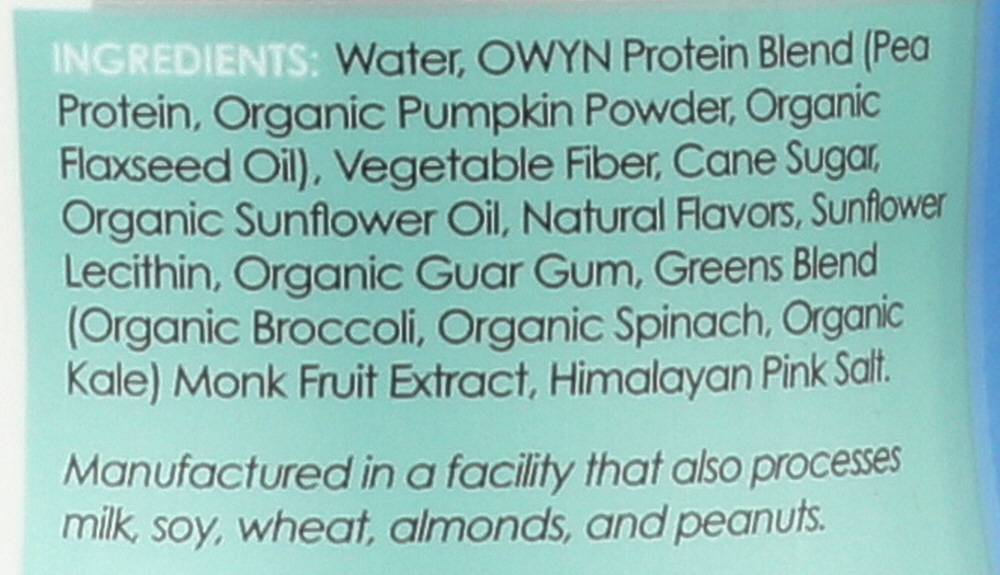 INGREDIENTS: Water, OWYN Protein Blend (Pea
Protein, Organic Pumpkin Powder, Organic
Flaxseed Oil), Vegetable Fiber, Cane Sugar,
Organic Sunflower Oil, Natural Flavors, Sunflower
Lecithin, Organic Guar Gum, Greens Blend
(Organic Broccoli, Organic Spinach, Organic
Kale) Monk Fruit Extract, Himalayan Pink Salt.
Manufactured in a facility that also processes
milk, soy, wheat, almonds, and peanuts.